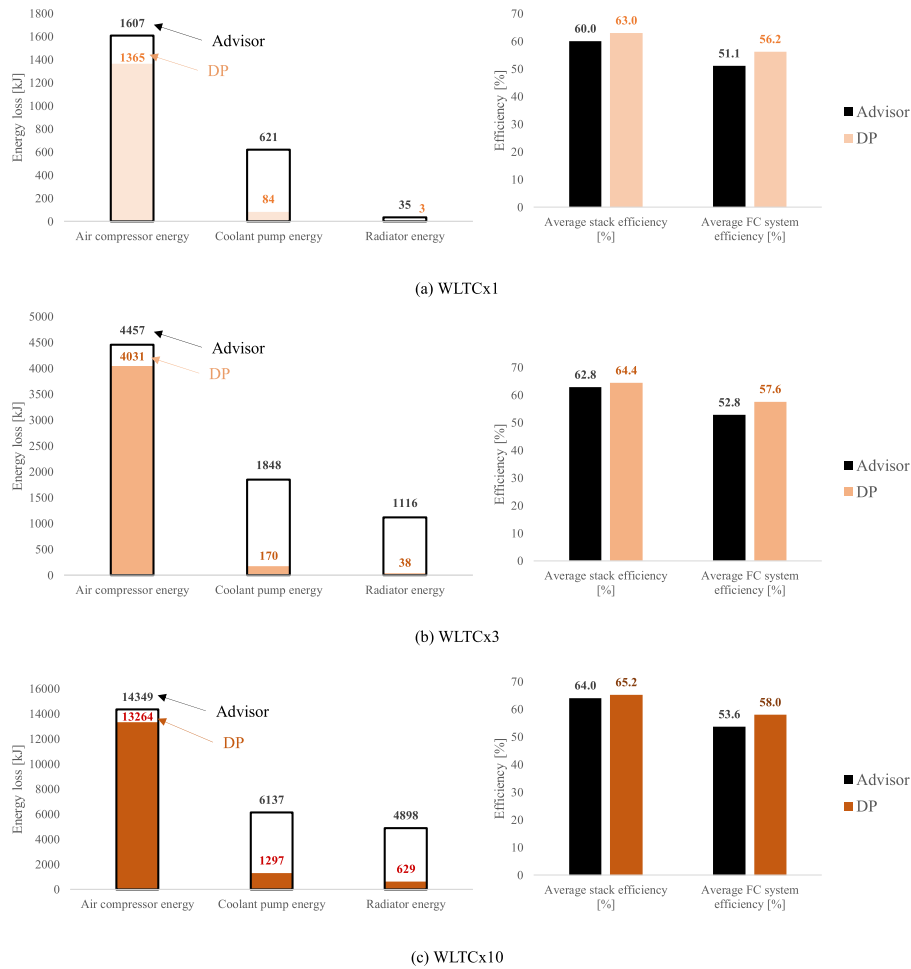 1800
1600
1400
1200
1000
800
600
400
200
0
Energy loss [kJ]
1607
1365
Advisor
DP
621
84
35
3
Air compressor energy
Coolant pump energy
Radiator energy
70
60
50
40
30
20
10
0
Efficiency [%]
60.0
63.0
51.1
56.2
Average stack efficiency
[%]
Average FC system
efficiency [%]
Advisor
DP
(a) WLTCx1
5000
4500
4000
3500
3000
2500
2000
1500
1000
500
0
Energy loss [kJ]
4457
4031
Advisor
DP
1848
170
1116
38
Air compressor energy
Coolant pump energy
Radiator energy
70
60
50
40
30
20
10
0
Efficiency [%]
62.8
64.4
52.8
57.6
Average stack efficiency
[%]
Average FC system
efficiency [%]
Advisor
DP
(b) WLTCx3
16000
14000
12000
10000
8000
6000
4000
2000
0
Energy loss [kJ]
14349
13264
Advisor
DP
6137
1297
4898
629
Air compressor energy
Coolant pump energy
Radiator energy
70
60
50
40
30
20
10
0
Efficiency [%]
64.0
65.2
53.6
58.0
Average stack efficiency
[%]
Average FC system
efficiency [%]
Advisor
DP
(c) WLTCx10